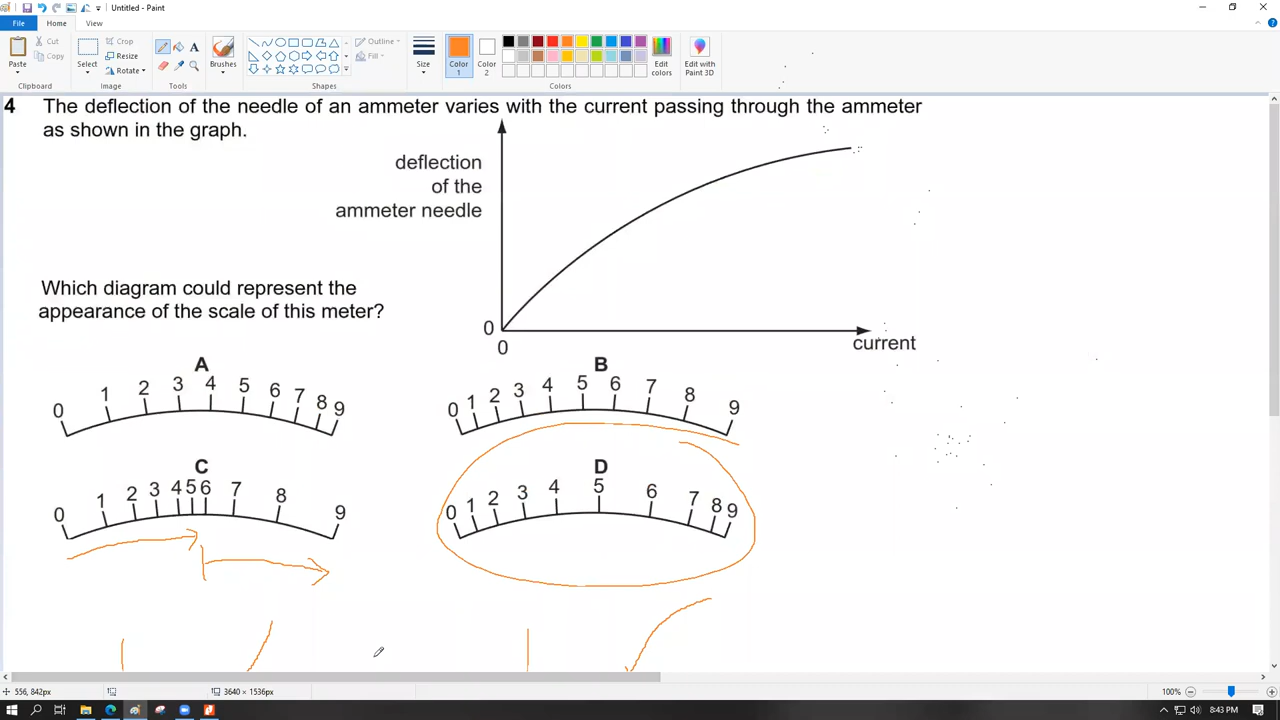 Untitled - Paint
File
Home
View
Paste
Cut
Copy
Clipboard
Select
Crop
Resize
Rotate
Image
A
Tools
Brushes
Shapes
Outline
Fill
Size
Color
1
Color
2
Edit
colors
Edit with
Paint 3D
Colors
4 The deflection of the needle of an ammeter varies with the current passing through the ammeter
as shown in the graph.
deflection
of the
ammeter needle
0
0
current
Which diagram could represent the
appearance of the scale of this meter?
A
0 1 2 3 4 5 6 7 8 9
B
0 1 2 3 4 5 6 7 8 9
C
0 1 2 3 4 5 6 7 8 9
D
0 1 2 3 4 5 6 7 8 9
556, 842px
3640 × 1536px
100%
8:43 PM